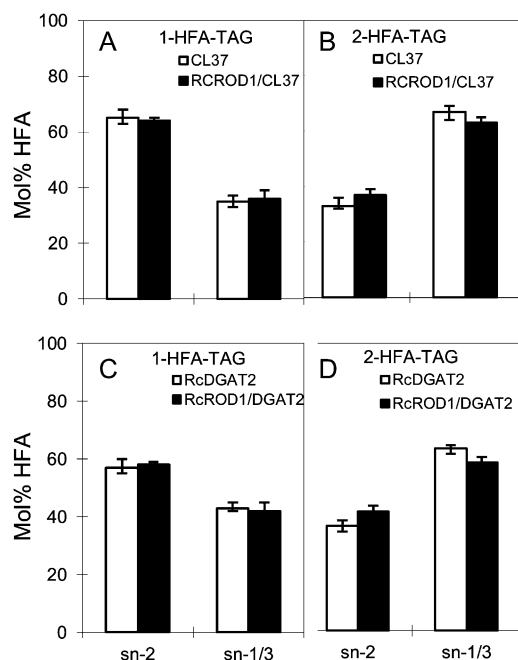 Mol% HFA
100
80
60
40
20
0
A
1-HFA-TAG
CL37
RCROD1/CL37
B
2-HFA-TAG
CL37
RCROD1/CL37
Mol% HFA
100
80
60
40
20
0
C
1-HFA-TAG
RcDGAT2
RcROD1/DGAT2
D
2-HFA-TAG
RcDGAT2
RcROD1/DGAT2
sn-2
sn-1/3
sn-2
sn-1/3